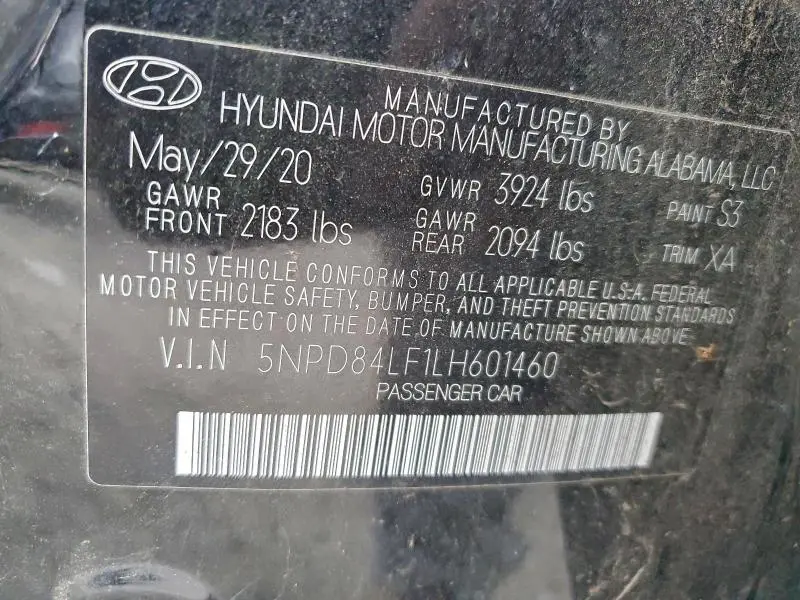 MANUFACTURED BY
HYUNDAI MOTOR MANUFACTURING ALABAMA, LLC
May/29/20 GVWR 3924 lbs PAINT S3
GAWR FRONT 2183 lbs GAWR REAR 2094 lbs TRIM XA
THIS VEHICLE CONFORMS TO ALL APPLICABLE U.S.A. FEDERAL
MOTOR VEHICLE SAFETY, BUMPER, AND THEFT PREVENTION STANDARDS
IN EFFECT ON THE DATE OF MANUFACTURE SHOWN ABOVE.
V.I.N 5NPD84LF1LH601460
PASSENGER CAR